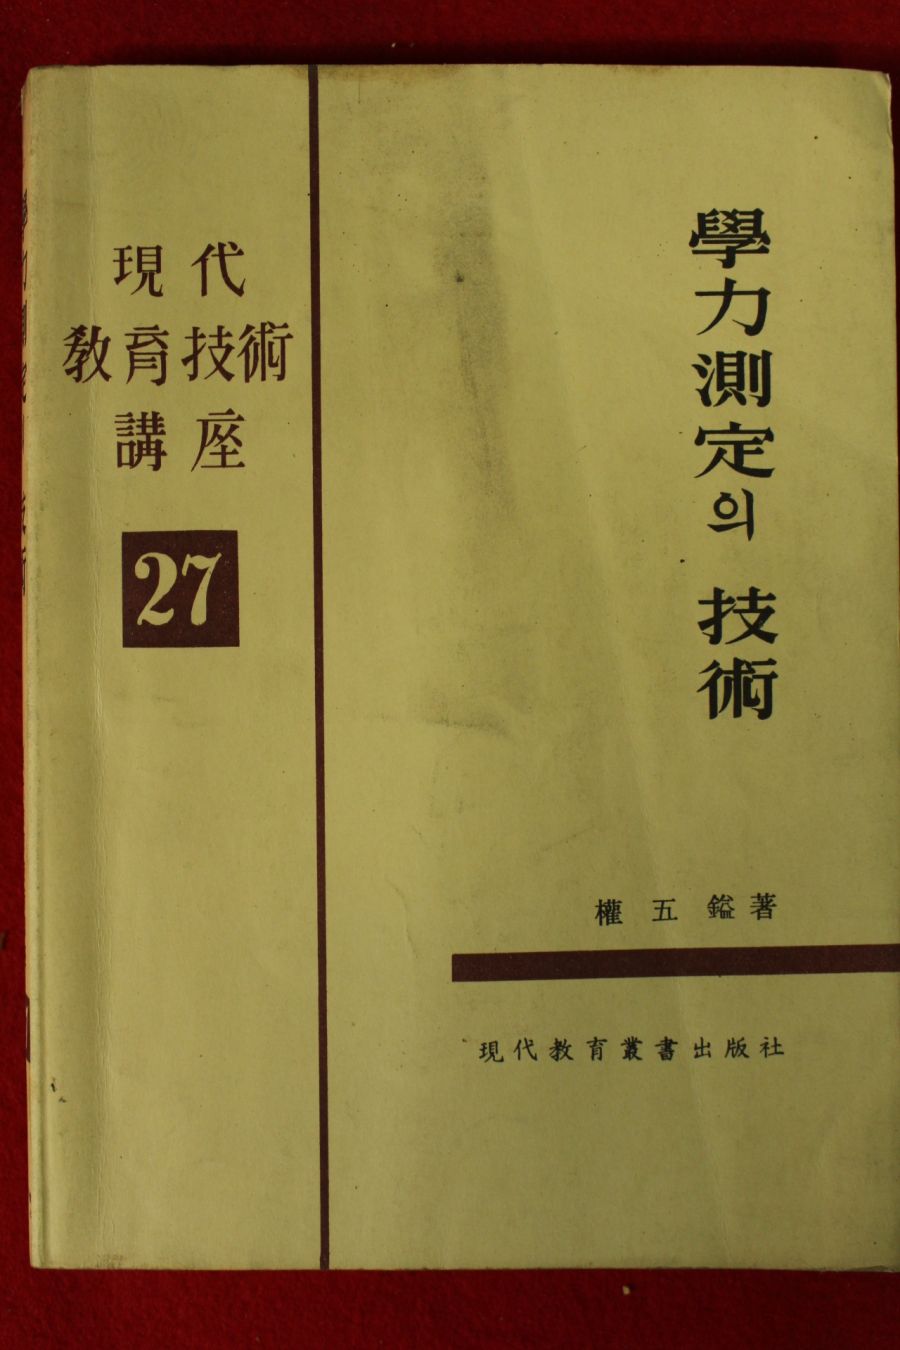 現代
敎育技術
講座
27
學力測定의 技術
權五鎰著
現代教育叢書出版社